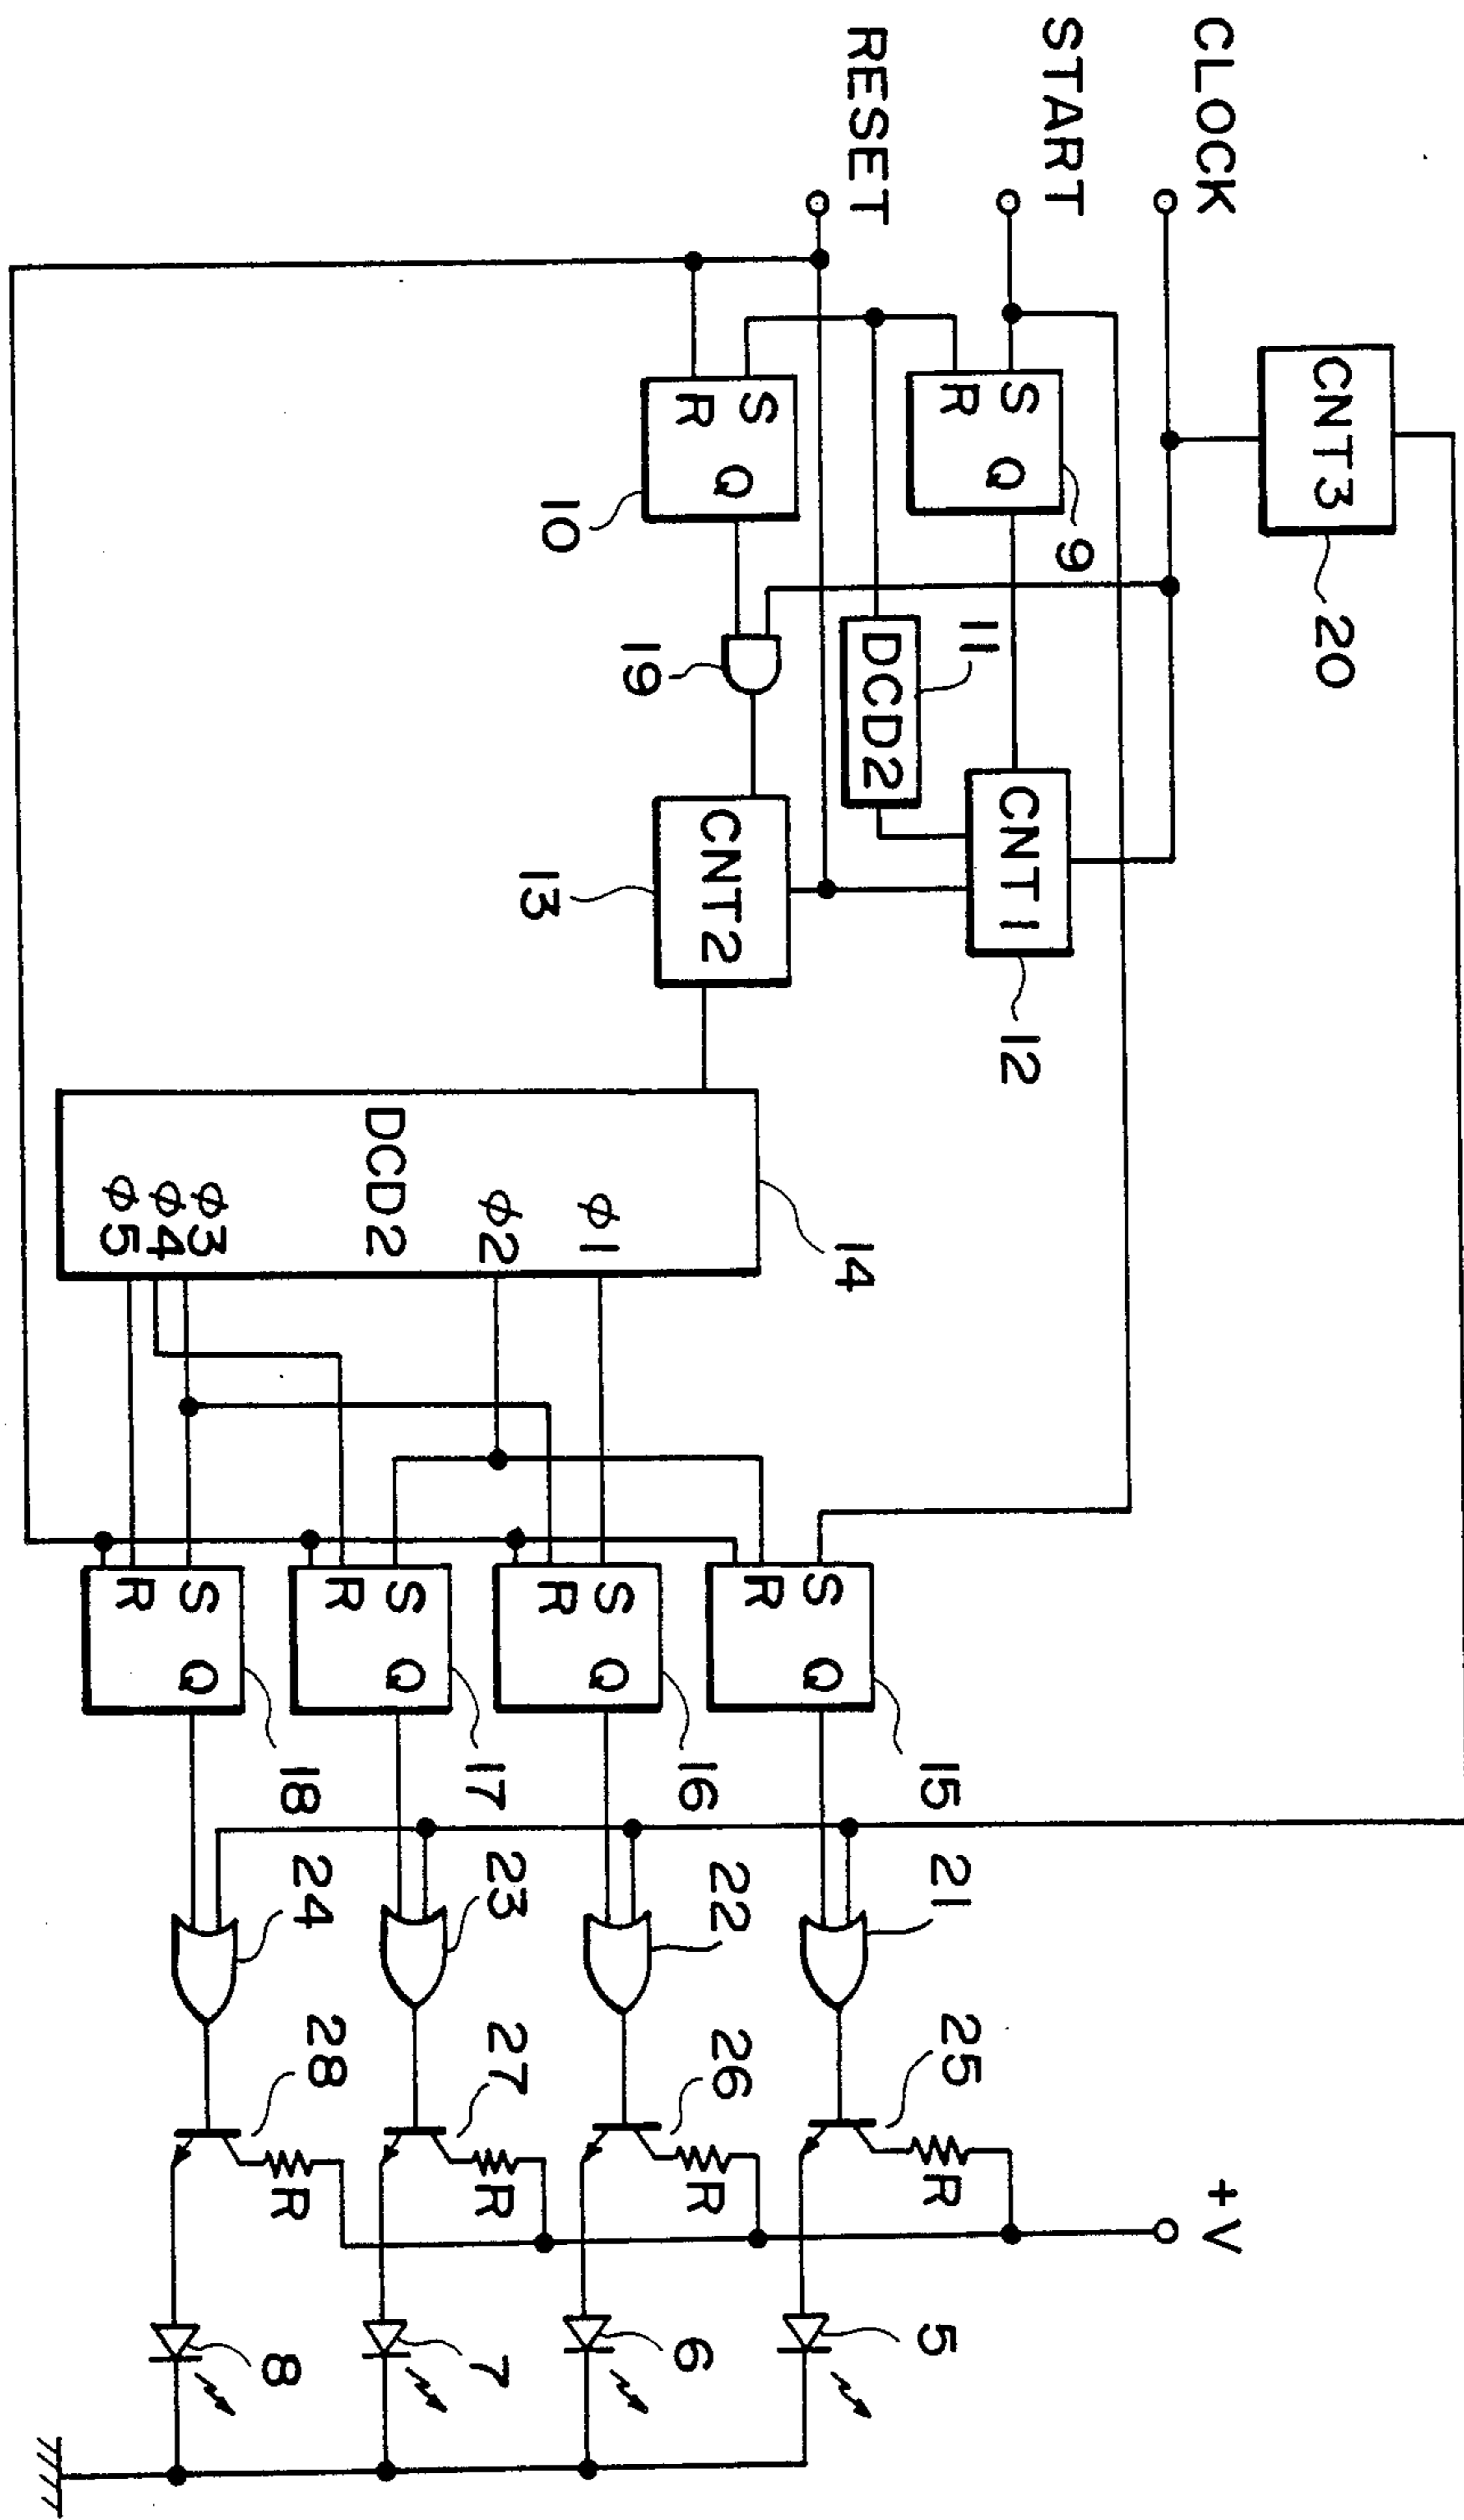 CLOCK
START
RESET
CNT3
20
S
R
Q
9
S
R
Q
10
11
DCD2
19
CNT1
12
CNT2
13
DCD2
φ1
φ2
φ3
φ4
φ5
14
S
R
Q
15
S
R
Q
16
S
R
Q
17
S
R
Q
18
21
22
23
24
25
26
27
28
R
R
R
R
+V
5
6
7
8